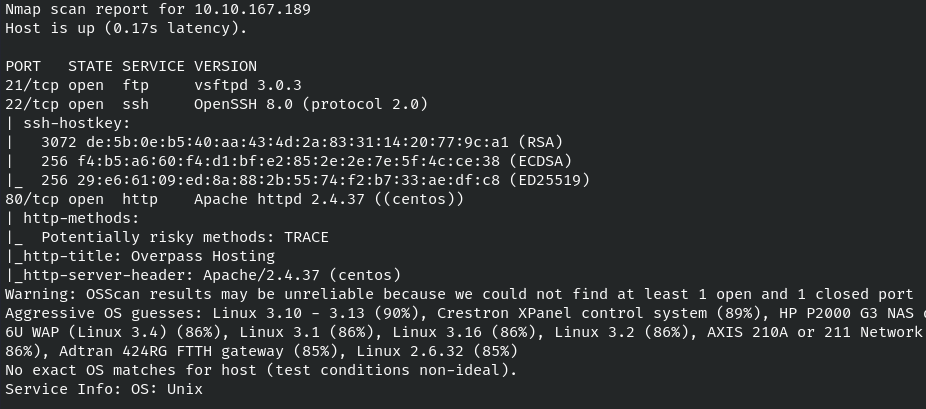 Nmap scan report for 10.10.167.189
Host is up (0.17s latency).
PORT   STATE SERVICE VERSION
21/tcp open  ftp     vsftpd 3.0.3
22/tcp open  ssh     OpenSSH 8.0 (protocol 2.0)
| ssh-hostkey:
|   3072 de:5b:0e:b5:40:aa:43:4d:2a:83:31:14:20:77:9c:a1 (RSA)
|   256 f4:b5:a6:60:f4:d1:bf:e2:85:2e:2e:7e:5f:4c:ce:38 (ECDSA)
|_  256 29:e6:61:09:ed:8a:88:2b:55:74:f2:b7:33:ae:df:c8 (ED25519)
80/tcp open  http    Apache httpd 2.4.37 ((centos))
| http-methods:
|_  Potentially risky methods: TRACE
|_http-title: Overpass Hosting
|_http-server-header: Apache/2.4.37 (centos)
Warning: OSScan results may be unreliable because we could not find at least 1 open and 1 closed port
Aggressive OS guesses: Linux 3.10 - 3.13 (90%), Crestron XPanel control system (89%), HP P2000 G3 NAS
6U WAP (Linux 3.4) (86%), Linux 3.1 (86%), Linux 3.16 (86%), Linux 3.2 (86%), AXIS 210A or 211 Network
86%), Adtran 424RG FTTH gateway (85%), Linux 2.6.32 (85%)
No exact OS matches for host (test conditions non-ideal).
Service Info: OS: Unix